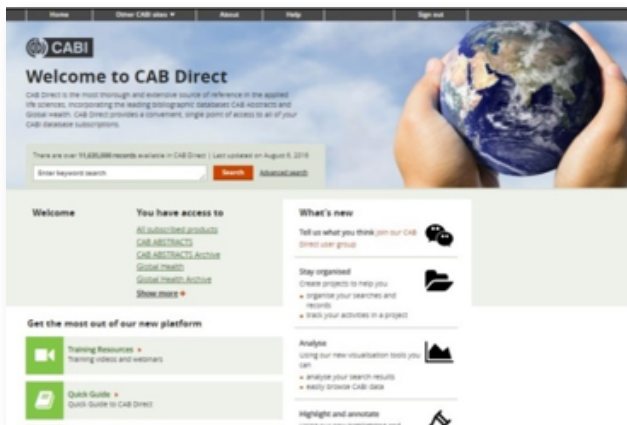 Home Other CABI sites ▼ About Help Sign out
CABI
Welcome to CAB Direct
CAB Direct is the most thorough and extensive source of reference in the applied
life sciences, incorporating the leading bibliographic databases CAB Abstracts and
Global Health. CAB Direct provides a convenient, single point of access to all of your
CABI database subscriptions.
There are over 11,635,000 records available in CAB Direct | Last updated on August 6, 2016
Enter keyword search Search Advanced search
Welcome
You have access to
All subscribed products
CAB ABSTRACTS
CAB ABSTRACTS Archive
Global Health
Global Health Archive
Show more
What's new
Tell us what you think join our CAB
Direct user group
Stay organised
Create projects to help you
organise your searches and
records
track your activities in a project
Get the most out of our new platform
Training Resources
Training videos and webinars
Quick Guide
Quick Guide to CAB Direct
Analyse
Using our new visualisation tools you
can:
analyse your search results
easily browse CABI data
Highlight and annotate